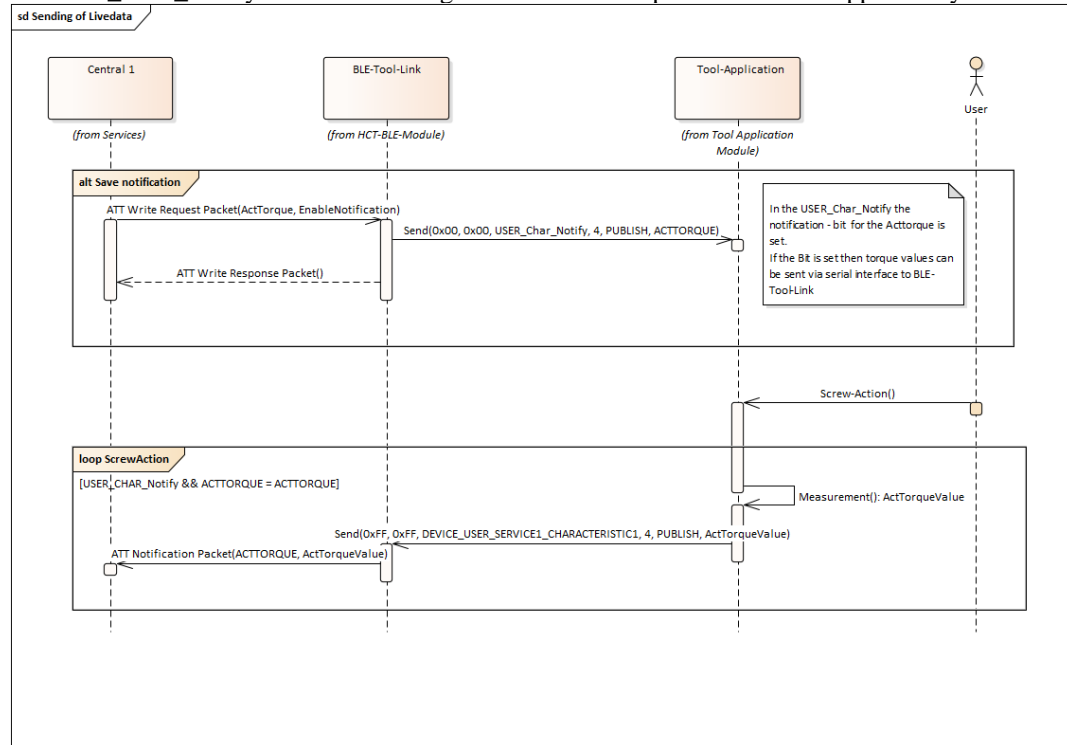 sd Sending of Livedata
Central 1
BLE-Tool-Link
Tool-Application
User
(from Services)
(from HCT-BLE-Module)
(from Tool Application
Module)
alt Save notification
ATT Write Request Packet(ActTorque, EnableNotification)
Send(0x00, 0x00, USER_Char_Notify, 4, PUBLISH, ACTTORQUE)
ATT Write Response Packet()
In the USER_Char_Notify the
notification - bit for the Acttorque is
set.
If the Bit is set then torque values can
be sent via serial interface to BLE-
Tool-Link
Screw-Action()
loop ScrewAction
[USER_CHAR_Notify && ACTTORQUE = ACTTORQUE]
Measurement(): ActTorqueValue
Send(0xFF, 0xFF, DEVICE_USER_SERVICE1_CHARACTERISTIC1, 4, PUBLISH, ActTorqueValue)
ATT Notification Packet(ACTTORQUE, ActTorqueValue)